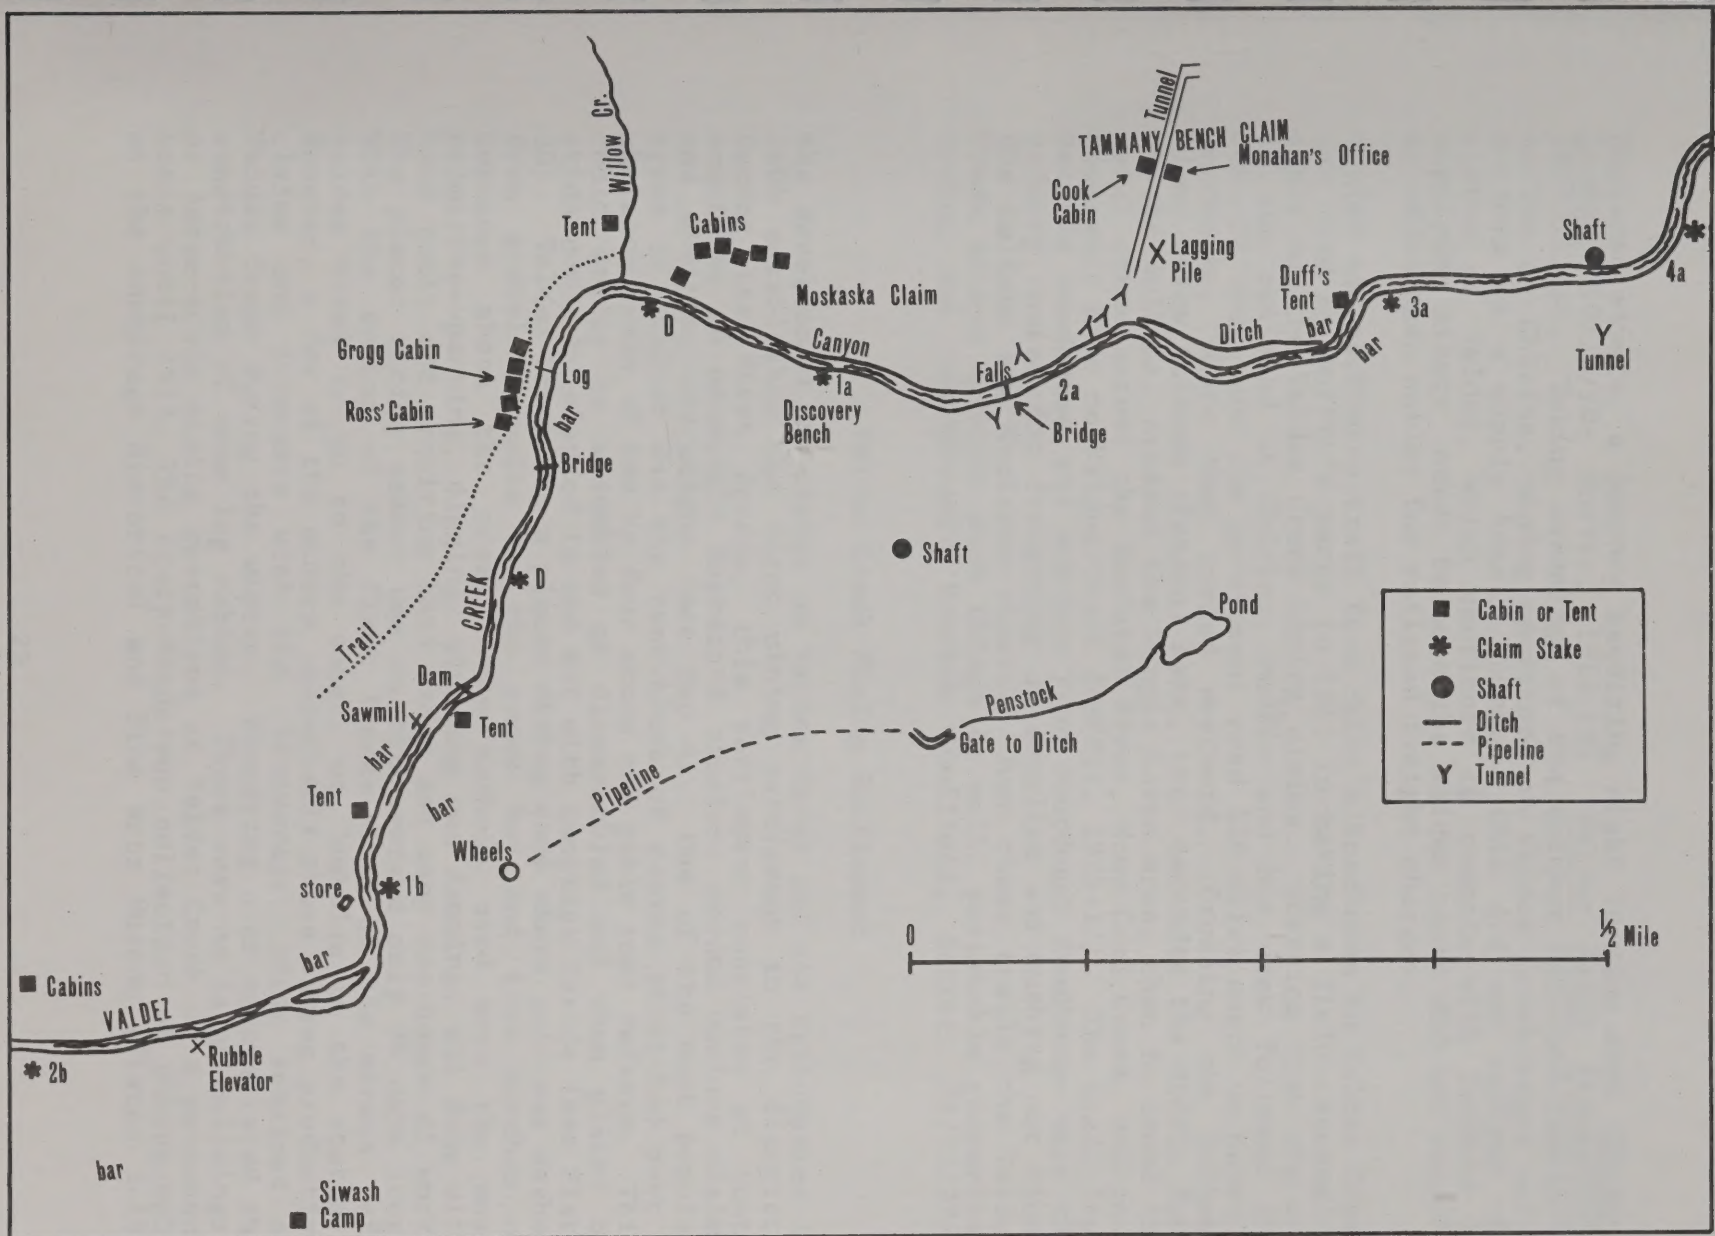 Willow Cr.
Tunnel
TAMMANY BENCH CLAIM
Monahan's Office
Cook
Cabin
Tent
Cabins
Lagging
Pile
Shaft
Duff's
Tent
4a
Moskaska Claim
D
bar
3a
Ditch
bar
Tunnel
Grogg Cabin
Canyon
Log
Falls
1a
2a
Ross' Cabin
bar
Discovery
Bench
Bridge
Bridge
Shaft
CREEK
D
Pond
Trail
Dam
Sawmill
Tent
Penstock
Gate to Ditch
bar
Pipeline
Tent
bar
Wheels
store
1b
Cabin or Tent
Claim Stake
Shaft
Ditch
Pipeline
Tunnel
0
1/2 Mile
bar
Cabins
VALDEZ
2b
Rubble
Elevator
bar
Siwash
Camp